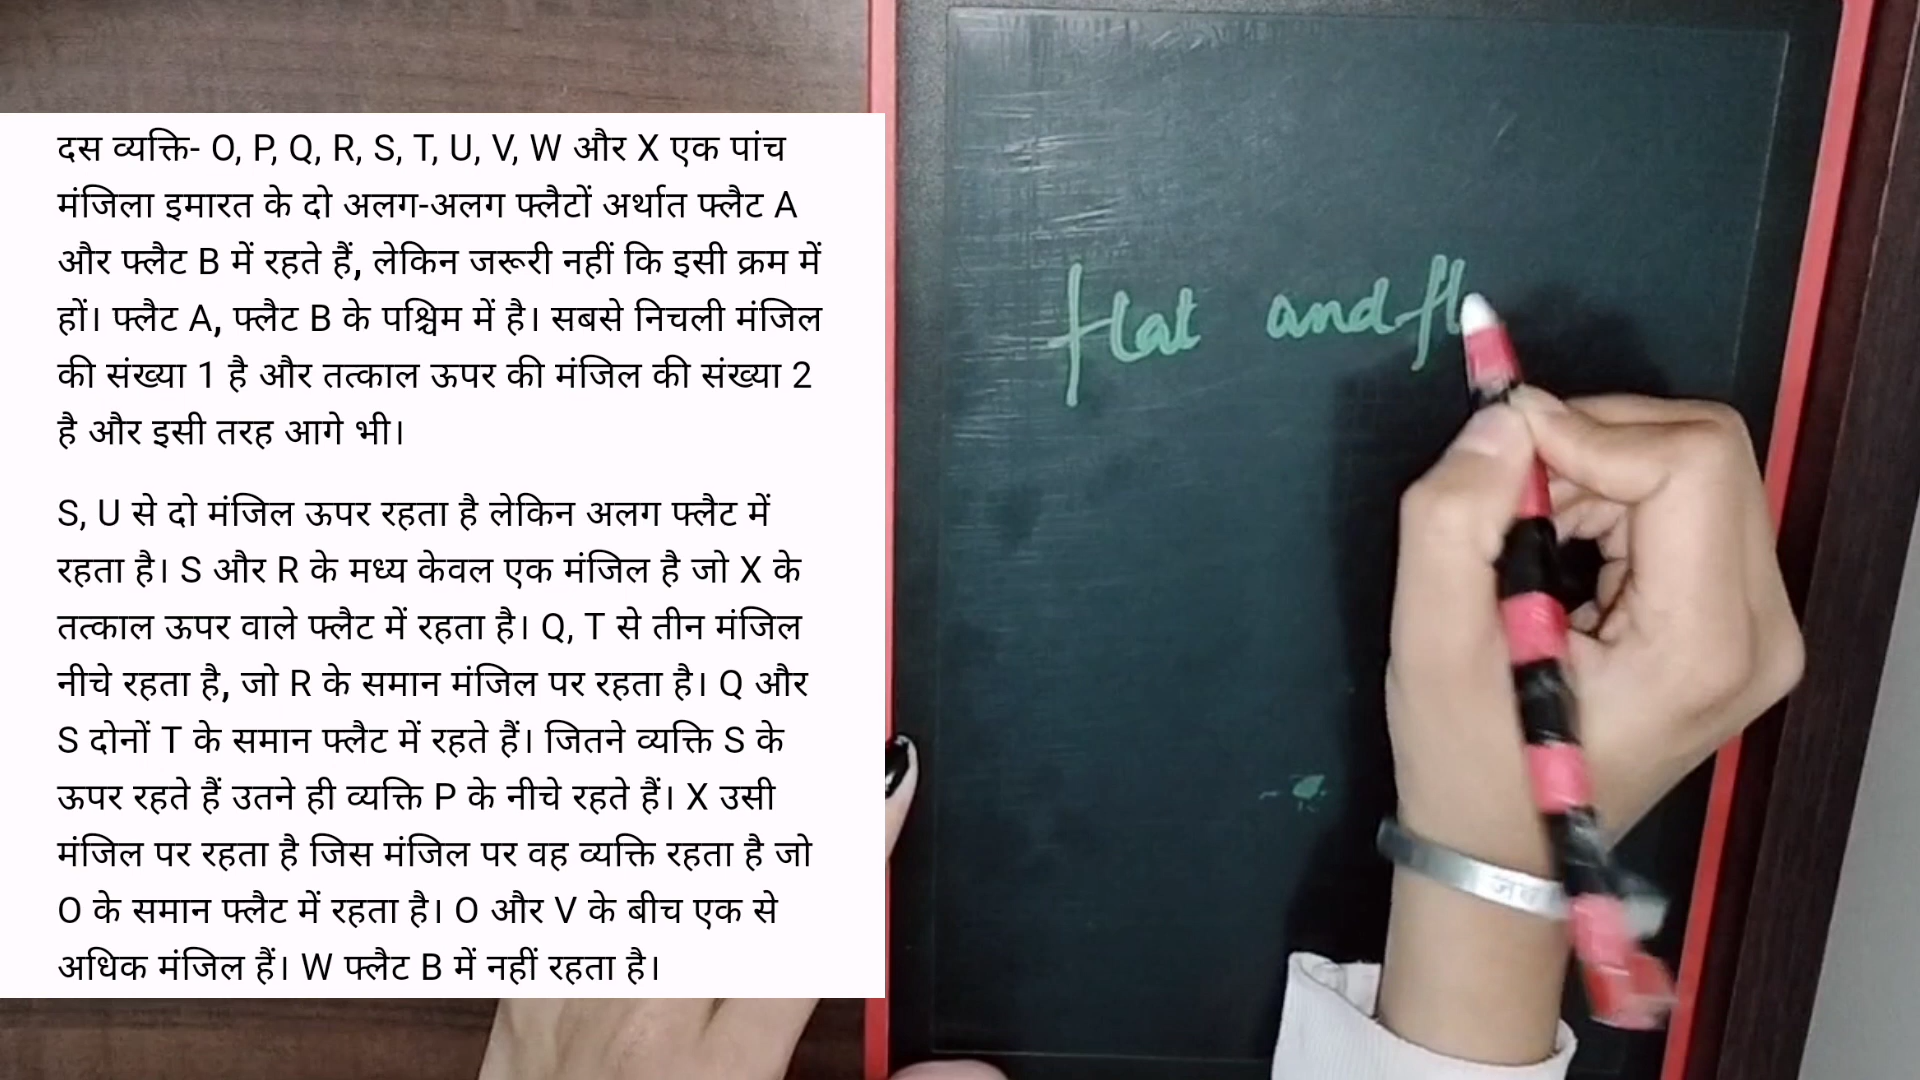 दस व्यक्ति- O, P, Q, R, S, T, U, V, W और X एक पांच
मंजिला इमारत के दो अलग-अलग फ्लैटों अर्थात फ्लैट A
और फ्लैट B में रहते हैं, लेकिन जरूरी नहीं कि इसी क्रम में
हों। फ्लैट A, फ्लैट B के पश्चिम में है। सबसे निचली मंजिल
की संख्या 1 है और तत्काल ऊपर की मंजिल की संख्या 2
है और इसी तरह आगे भी।
S, U से दो मंजिल ऊपर रहता है लेकिन अलग फ्लैट में
रहता है। S और R के मध्य केवल एक मंजिल है जो X के
तत्काल ऊपर वाले फ्लैट में रहता है। Q, T से तीन मंजिल
नीचे रहता है, जो R के समान मंजिल पर रहता है। Q और
S दोनों T के समान फ्लैट में रहते हैं। जितने व्यक्ति S के
ऊपर रहते हैं उतने ही व्यक्ति P के नीचे रहते हैं। X उसी
मंजिल पर रहता है जिस मंजिल पर वह व्यक्ति रहता है जो
O के समान फ्लैट में रहता है। O और V के बीच एक से
अधिक मंजिल हैं। W फ्लैट B में नहीं रहता है।
flat and fl